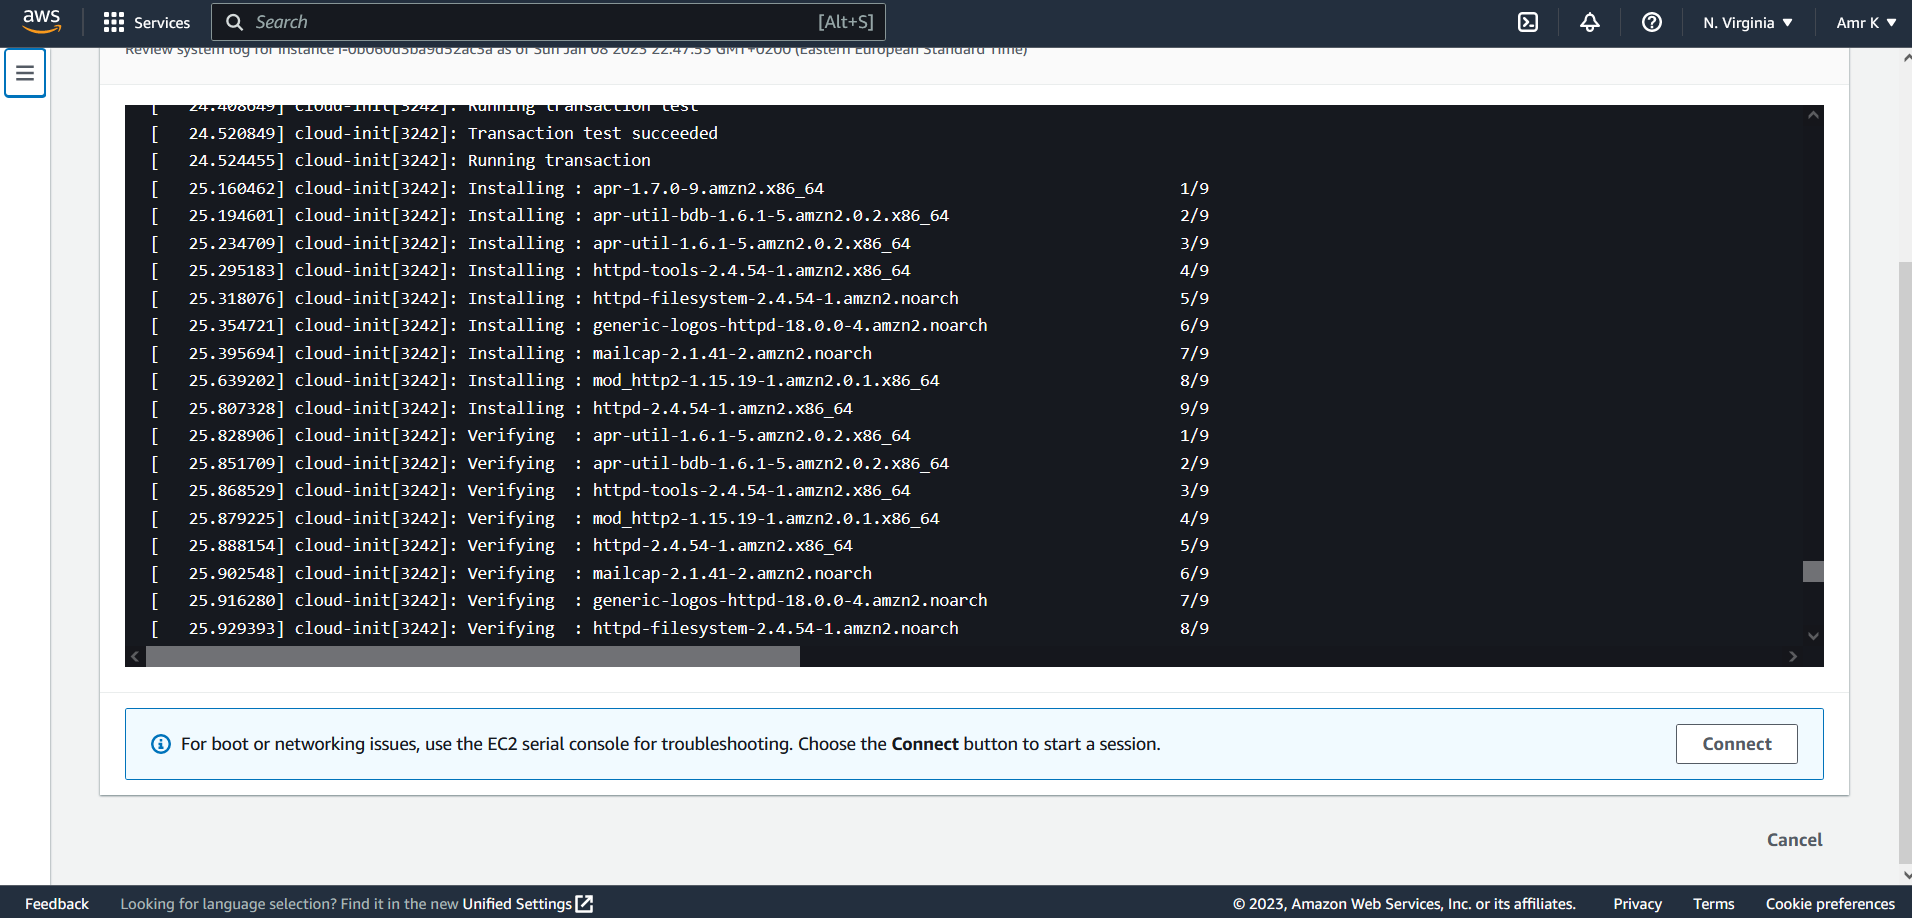 aws Services Search [Alt+S] N. Virginia ▼ Amr K ▼
Review system log for instance i-0b060d3ba9d52ac3a as of Sun Jan 08 2023 22:47:53 GMT+0200 (Eastern European Standard Time)
[   24.408649] cloud-init[3242]: Running transaction test
[   24.520849] cloud-init[3242]: Transaction test succeeded
[   24.524455] cloud-init[3242]: Running transaction
[   25.160462] cloud-init[3242]: Installing : apr-1.7.0-9.amzn2.x86_64 1/9
[   25.194601] cloud-init[3242]: Installing : apr-util-bdb-1.6.1-5.amzn2.0.2.x86_64 2/9
[   25.234709] cloud-init[3242]: Installing : apr-util-1.6.1-5.amzn2.0.2.x86_64 3/9
[   25.295183] cloud-init[3242]: Installing : httpd-tools-2.4.54-1.amzn2.x86_64 4/9
[   25.318076] cloud-init[3242]: Installing : httpd-filesystem-2.4.54-1.amzn2.noarch 5/9
[   25.354721] cloud-init[3242]: Installing : generic-logos-httpd-18.0.0-4.amzn2.noarch 6/9
[   25.395694] cloud-init[3242]: Installing : mailcap-2.1.41-2.amzn2.noarch 7/9
[   25.639202] cloud-init[3242]: Installing : mod_http2-1.15.19-1.amzn2.0.1.x86_64 8/9
[   25.807328] cloud-init[3242]: Installing : httpd-2.4.54-1.amzn2.x86_64 9/9
[   25.828906] cloud-init[3242]: Verifying  : apr-util-1.6.1-5.amzn2.0.2.x86_64 1/9
[   25.851709] cloud-init[3242]: Verifying  : apr-util-bdb-1.6.1-5.amzn2.0.2.x86_64 2/9
[   25.868529] cloud-init[3242]: Verifying  : httpd-tools-2.4.54-1.amzn2.x86_64 3/9
[   25.879225] cloud-init[3242]: Verifying  : mod_http2-1.15.19-1.amzn2.0.1.x86_64 4/9
[   25.888154] cloud-init[3242]: Verifying  : httpd-2.4.54-1.amzn2.x86_64 5/9
[   25.902548] cloud-init[3242]: Verifying  : mailcap-2.1.41-2.amzn2.noarch 6/9
[   25.916280] cloud-init[3242]: Verifying  : generic-logos-httpd-18.0.0-4.amzn2.noarch 7/9
[   25.929393] cloud-init[3242]: Verifying  : httpd-filesystem-2.4.54-1.amzn2.noarch 8/9
For boot or networking issues, use the EC2 serial console for troubleshooting. Choose the Connect button to start a session. Connect
Cancel
Feedback Looking for language selection? Find it in the new Unified Settings © 2023, Amazon Web Services, Inc. or its affiliates. Privacy Terms Cookie preferences